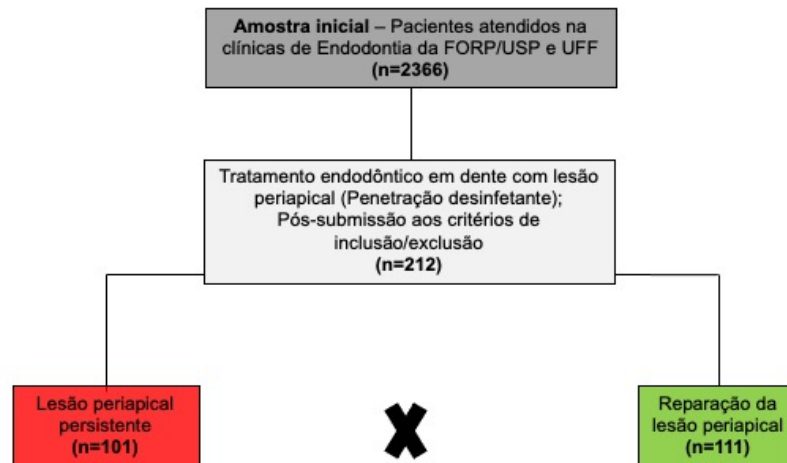 Amostra inicial – Pacientes atendidos na
clínicas de Endodontia da FORP/USP e UFF
(n=2366)
Tratamento endodôntico em dente com lesão
periapical (Penetração desinfetante);
Pós-submissão aos critérios de
inclusão/exclusão
(n=212)
Lesão periapical
persistente
(n=101)
X
Reparação da
lesão periapical
(n=111)